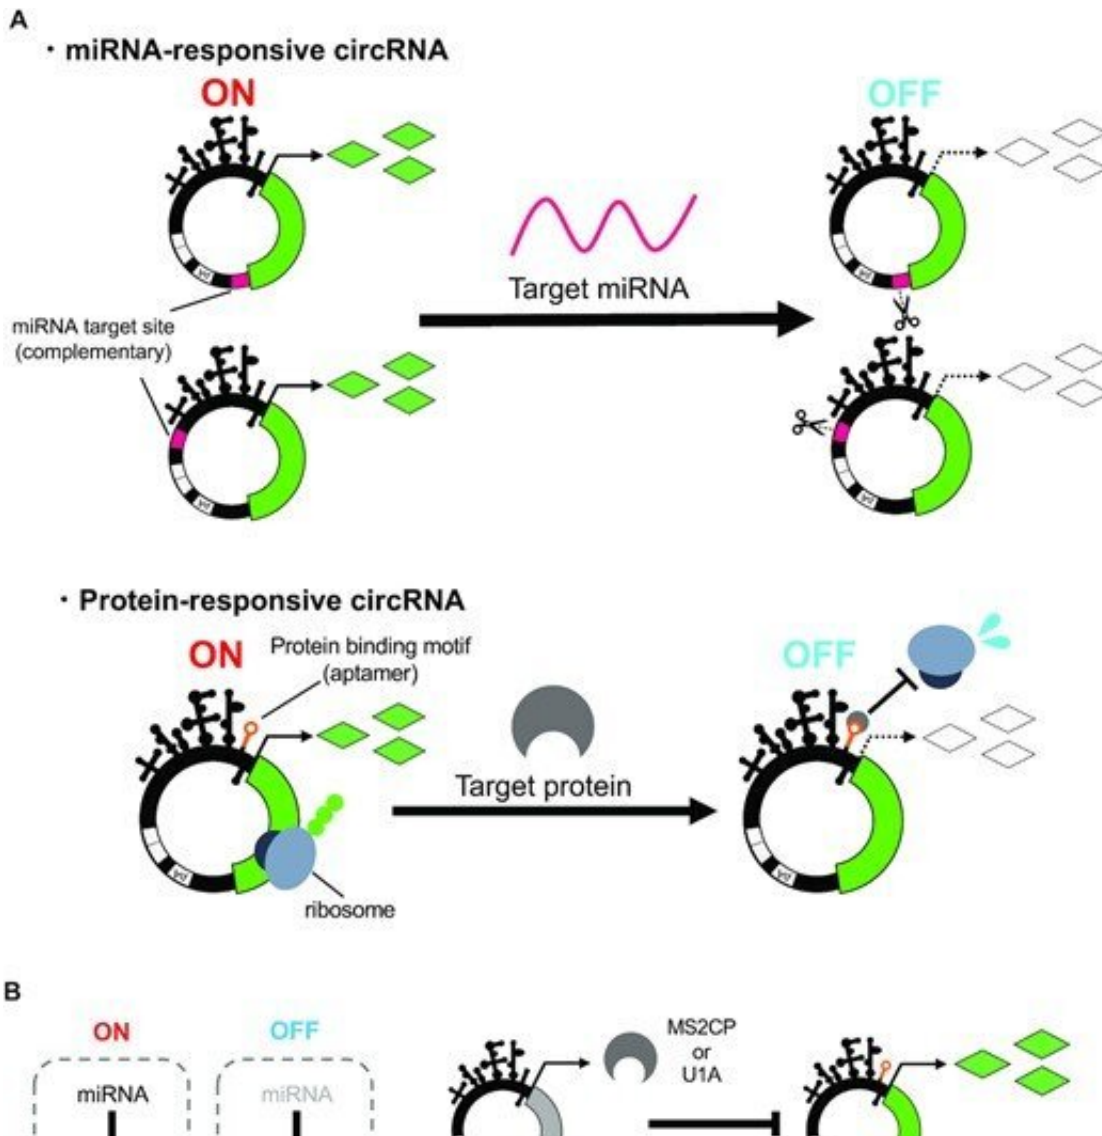 A
· miRNA-responsive circRNA
ON
OFF
Target miRNA
miRNA target site
(complementary)
· Protein-responsive circRNA
ON
Protein binding motif
(aptamer)
OFF
Target protein
ribosome
B
ON
OFF
miRNA
miRNA
MS2CP
or
U1A